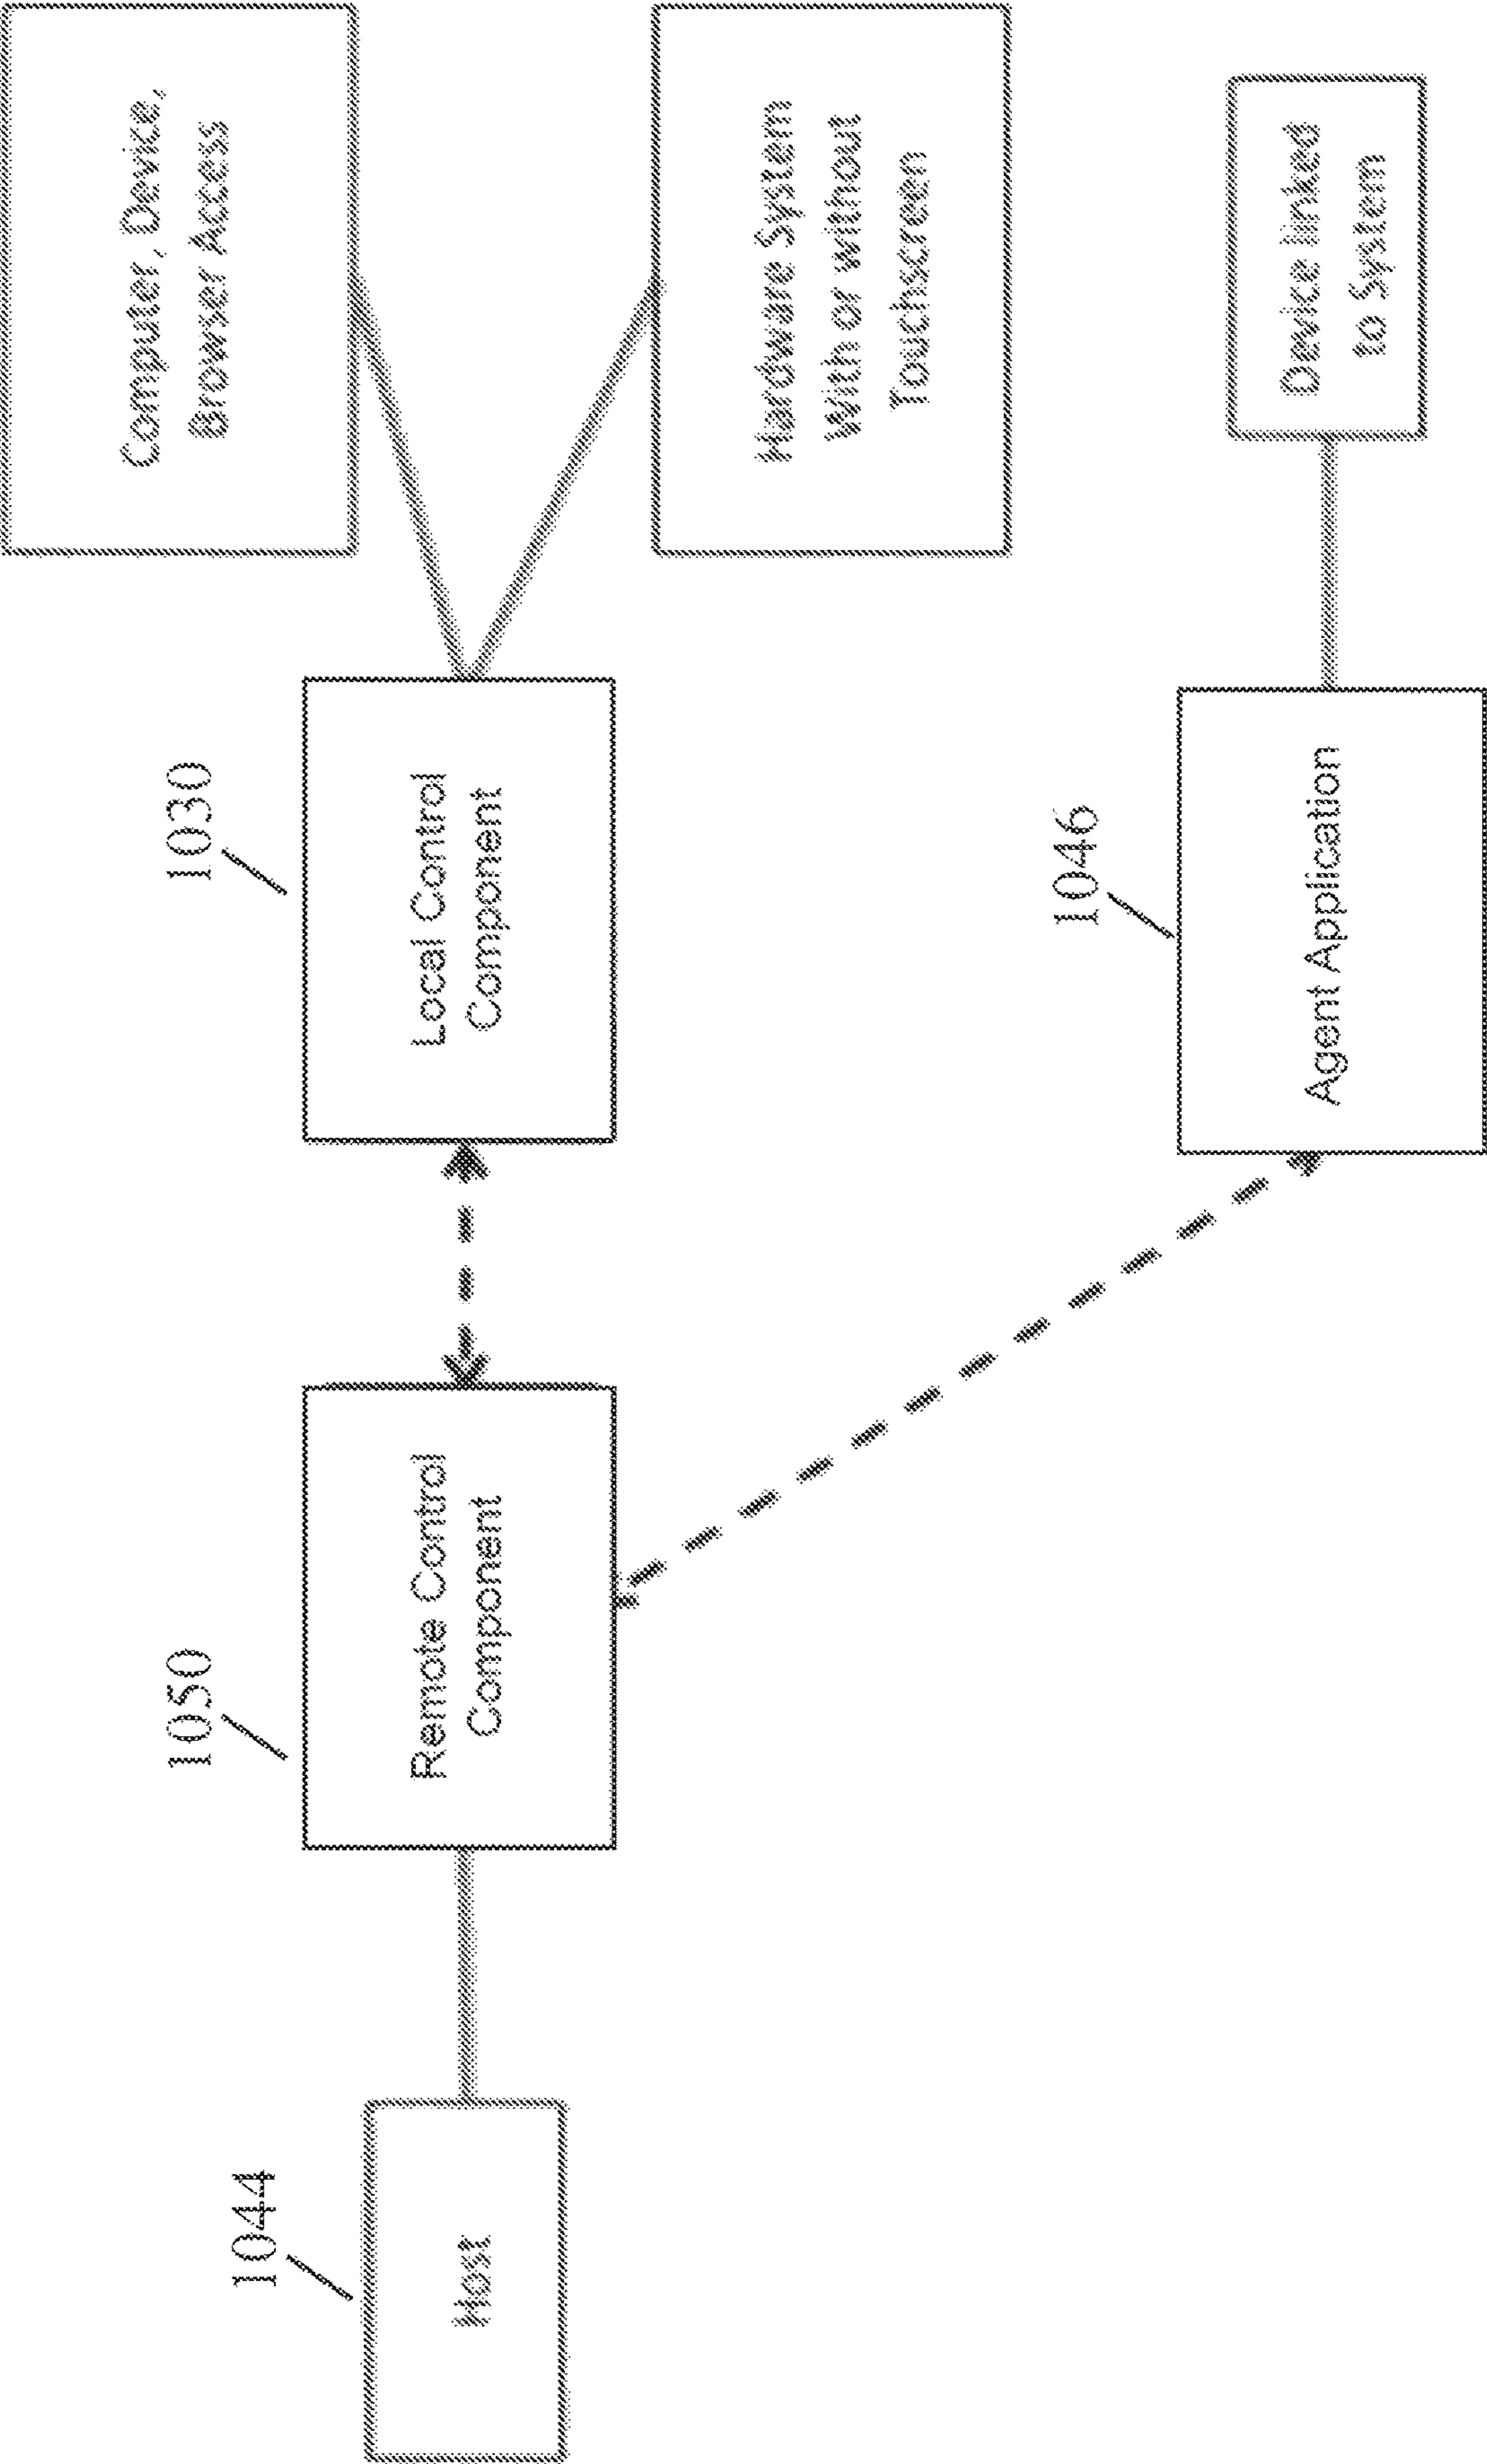 1044
Host
1050
Remote Control
Component
1030
Local Control
Component
Computer, Device,
Browser Access
Hardware System
With or without
Touchscreen
1046
Agent Application
Device linked
to System